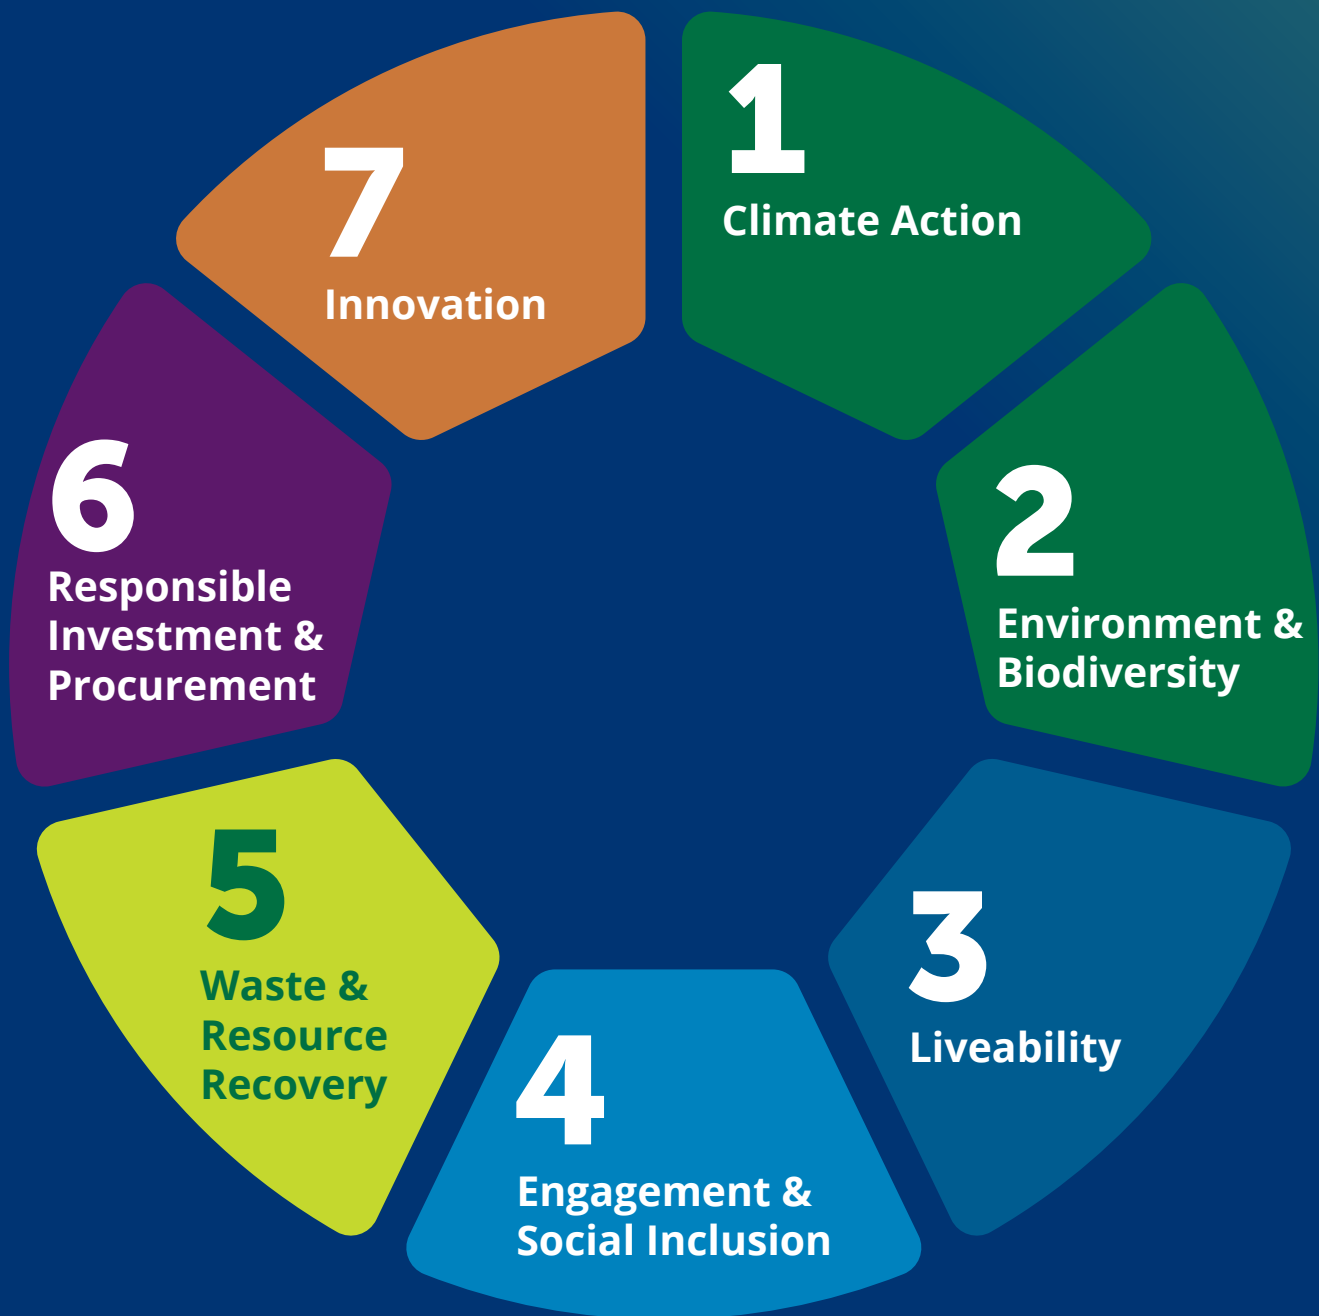 1
Climate Action
2
Environment &
Biodiversity
3
Liveability
4
Engagement &
Social Inclusion
5
Waste &
Resource
Recovery
6
Responsible
Investment &
Procurement
7
Innovation